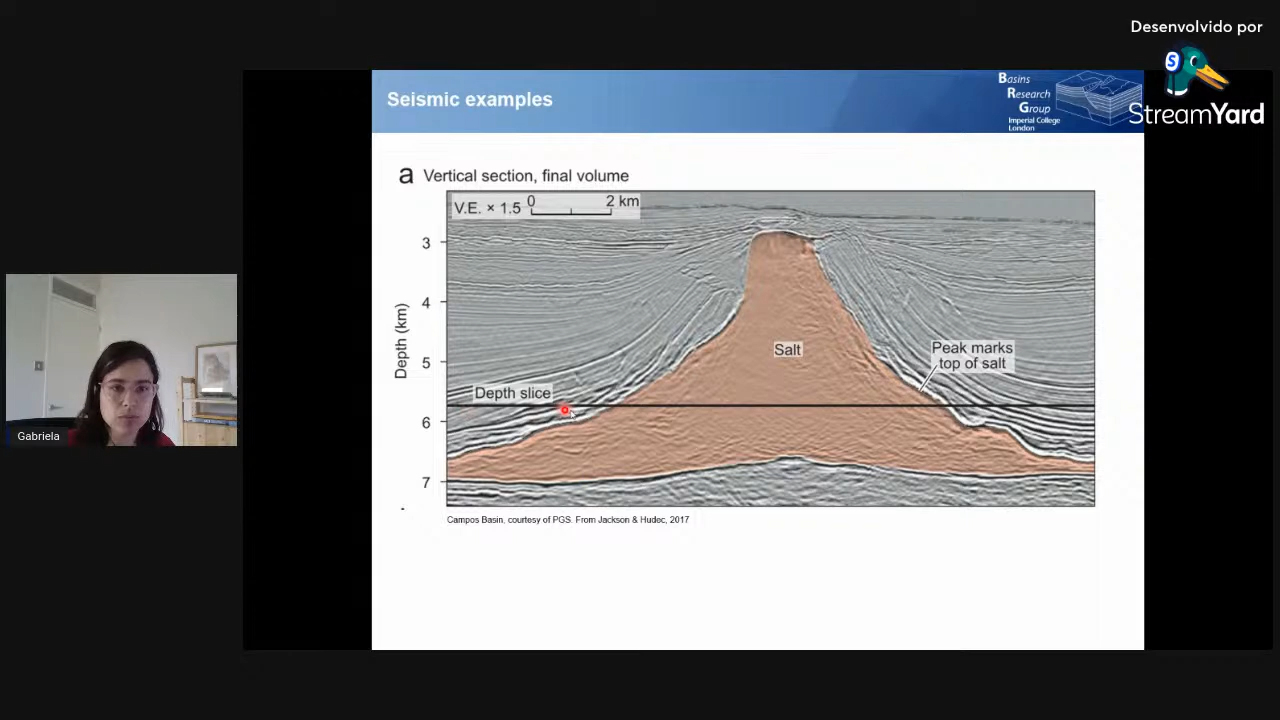 Desenvolvido por
S
StreamYard
Seismic examples
Basins
Research
Group
Imperial College
London
a Vertical section, final volume
V.E. × 1.5 0 2 km
3
4
5
6
7
Depth (km)
Salt
Peak marks
top of salt
Depth slice
Campos Basin, courtesy of PGS. From Jackson & Hudec, 2017
Gabriela